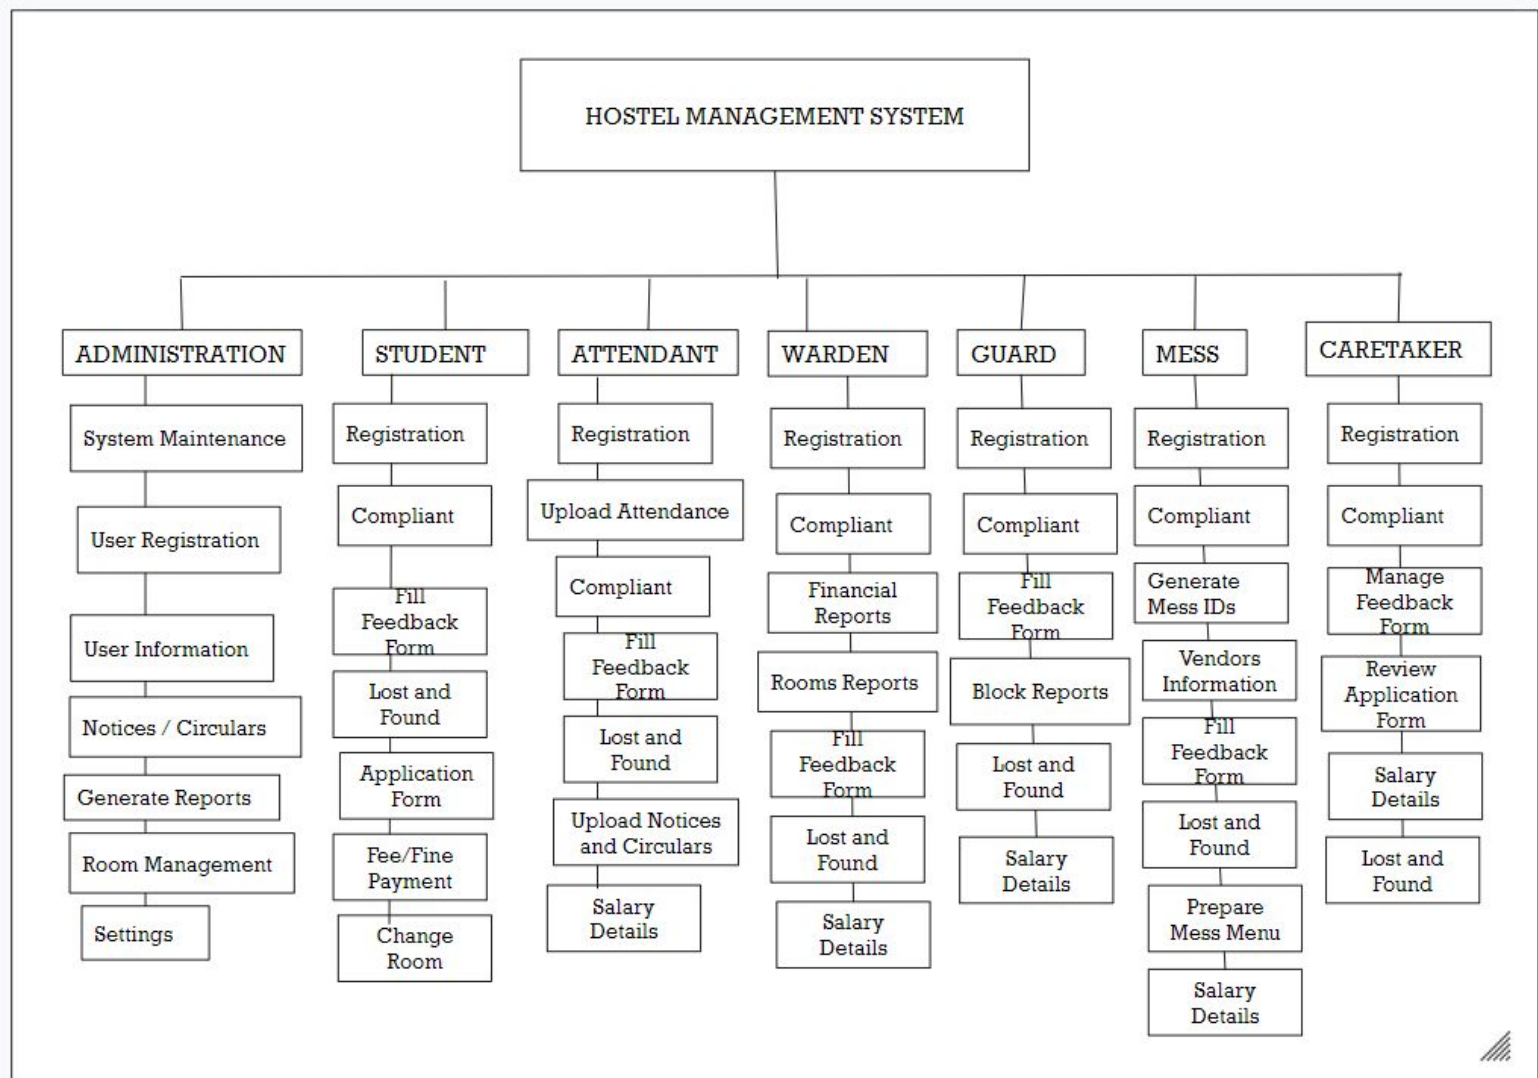 HOSTEL MANAGEMENT SYSTEM
ADMINISTRATION
System Maintenance
User Registration
User Information
Notices / Circulars
Generate Reports
Room Management
Settings
STUDENT
Registration
Compliant
Fill
Feedback
Form
Lost and
Found
Application
Form
Fee/Fine
Payment
Change
Room
ATTENDANT
Registration
Upload Attendance
Compliant
Fill
Feedback
Form
Lost and
Found
Upload Notices
and Circulars
Salary
Details
WARDEN
Registration
Compliant
Financial
Reports
Rooms Reports
Fill
Feedback
Form
Lost and
Found
Salary
Details
GUARD
Registration
Compliant
Fill
Feedback
Form
Block Reports
Lost and
Found
Salary
Details
MESS
Registration
Compliant
Generate
Mess IDs
Vendors
Information
Fill
Feedback
Form
Lost and
Found
Prepare
Mess Menu
Salary
Details
CARETAKER
Registration
Compliant
Manage
Feedback
Form
Review
Application
Form
Salary
Details
Lost and
Found